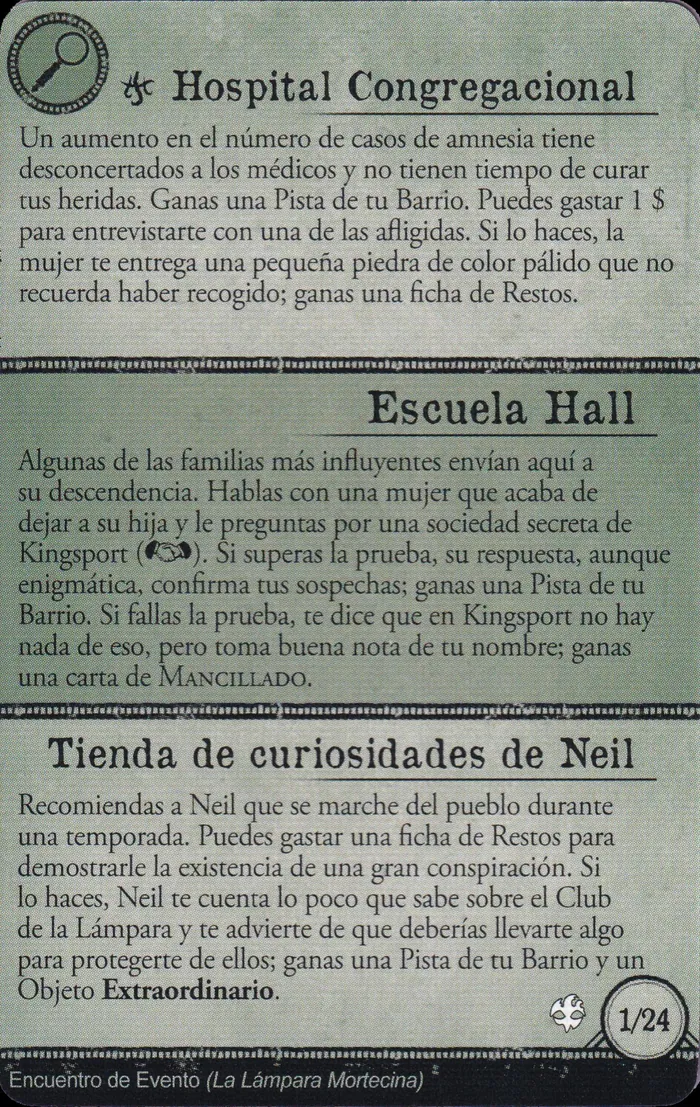 Hospital Congregacional
Un aumento en el número de casos de amnesia tiene
desconcertados a los médicos y no tienen tiempo de curar
tus heridas. Ganas una Pista de tu Barrio. Puedes gastar 1 $
para entrevistarte con una de las afligidas. Si lo haces, la
mujer te entrega una pequeña piedra de color pálido que no
recuerda haber recogido; ganas una ficha de Restos.
Escuela Hall
Algunas de las familias más influyentes envían aquí a
su descendencia. Hablas con una mujer que acaba de
dejar a su hija y le preguntas por una sociedad secreta de
Kingsport (). Si superas la prueba, su respuesta, aunque
enigmática, confirma tus sospechas; ganas una Pista de tu
Barrio. Si fallas la prueba, te dice que en Kingsport no hay
nada de eso, pero toma buena nota de tu nombre; ganas
una carta de MANCILLADO.
Tienda de curiosidades de Neil
Recomiendas a Neil que se marche del pueblo durante
una temporada. Puedes gastar una ficha de Restos para
demostrarle la existencia de una gran conspiración. Si
lo haces, Neil te cuenta lo poco que sabe sobre el Club
de la Lámpara y te advierte de que deberías llevarte algo
para protegerte de ellos; ganas una Pista de tu Barrio y un
Objeto Extraordinario.
1/24
Encuentro de Evento (La Lámpara Mortecina)